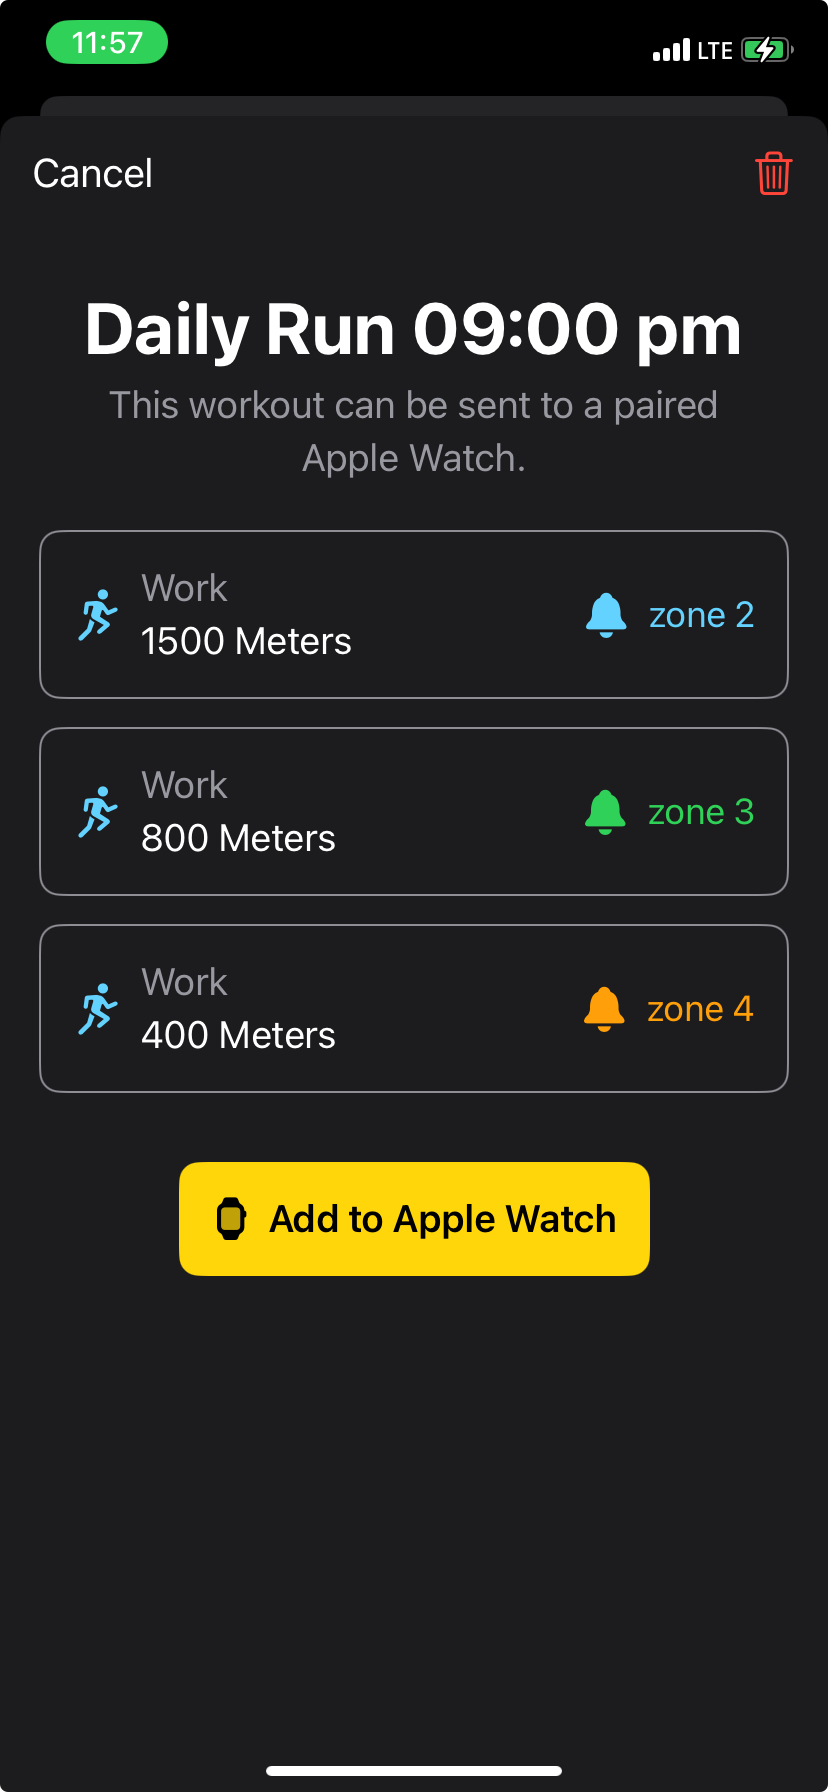 11:57
LTE
Cancel
Daily Run 09:00 pm
This workout can be sent to a paired
Apple Watch.
Work
1500 Meters
zone 2
Work
800 Meters
zone 3
Work
400 Meters
zone 4
Add to Apple Watch